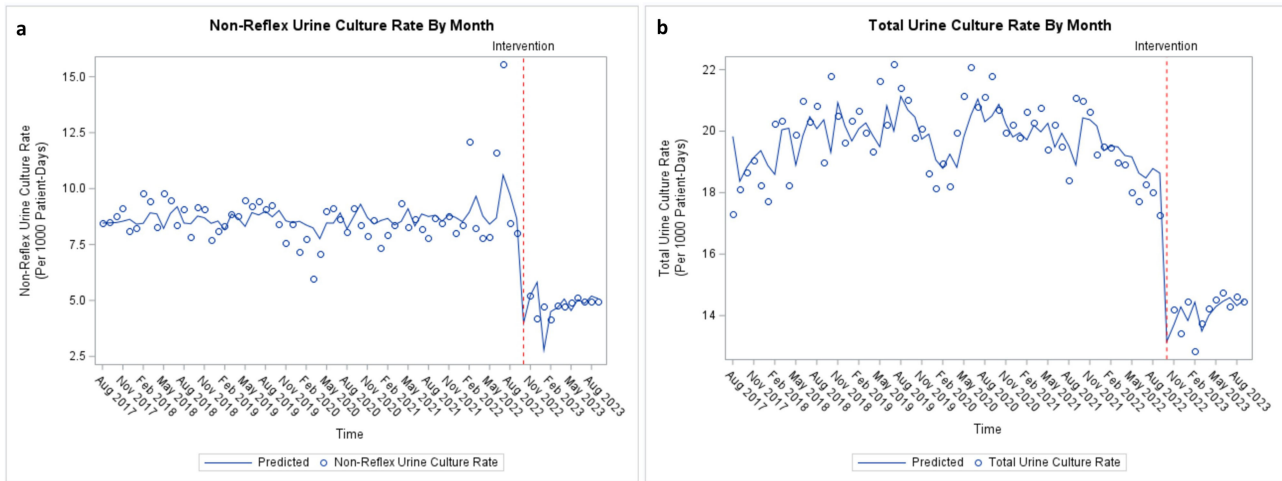 a
Non-Reflex Urine Culture Rate By Month
Intervention
15.0
12.5
10.0
7.5
5.0
2.5
Non-Reflex Urine Culture Rate
(Per 1000 Patient-Days)
Aug 2017
Nov 2017
Feb 2018
May 2018
Aug 2018
Nov 2018
Feb 2019
May 2019
Aug 2019
Nov 2019
Feb 2020
May 2020
Aug 2020
Nov 2020
Feb 2021
May 2021
Aug 2021
Nov 2021
Feb 2022
May 2022
Aug 2022
Nov 2022
Feb 2023
May 2023
Aug 2023
Time
Predicted
Non-Reflex Urine Culture Rate
b
Total Urine Culture Rate By Month
Intervention
22
20
18
16
14
Total Urine Culture Rate
(Per 1000 Patient-Days)
Aug 2017
Nov 2017
Feb 2018
May 2018
Aug 2018
Nov 2018
Feb 2019
May 2019
Aug 2019
Nov 2019
Feb 2020
May 2020
Aug 2020
Nov 2020
Feb 2021
May 2021
Aug 2021
Nov 2021
Feb 2022
May 2022
Aug 2022
Nov 2022
Feb 2023
May 2023
Aug 2023
Time
Predicted
Total Urine Culture Rate